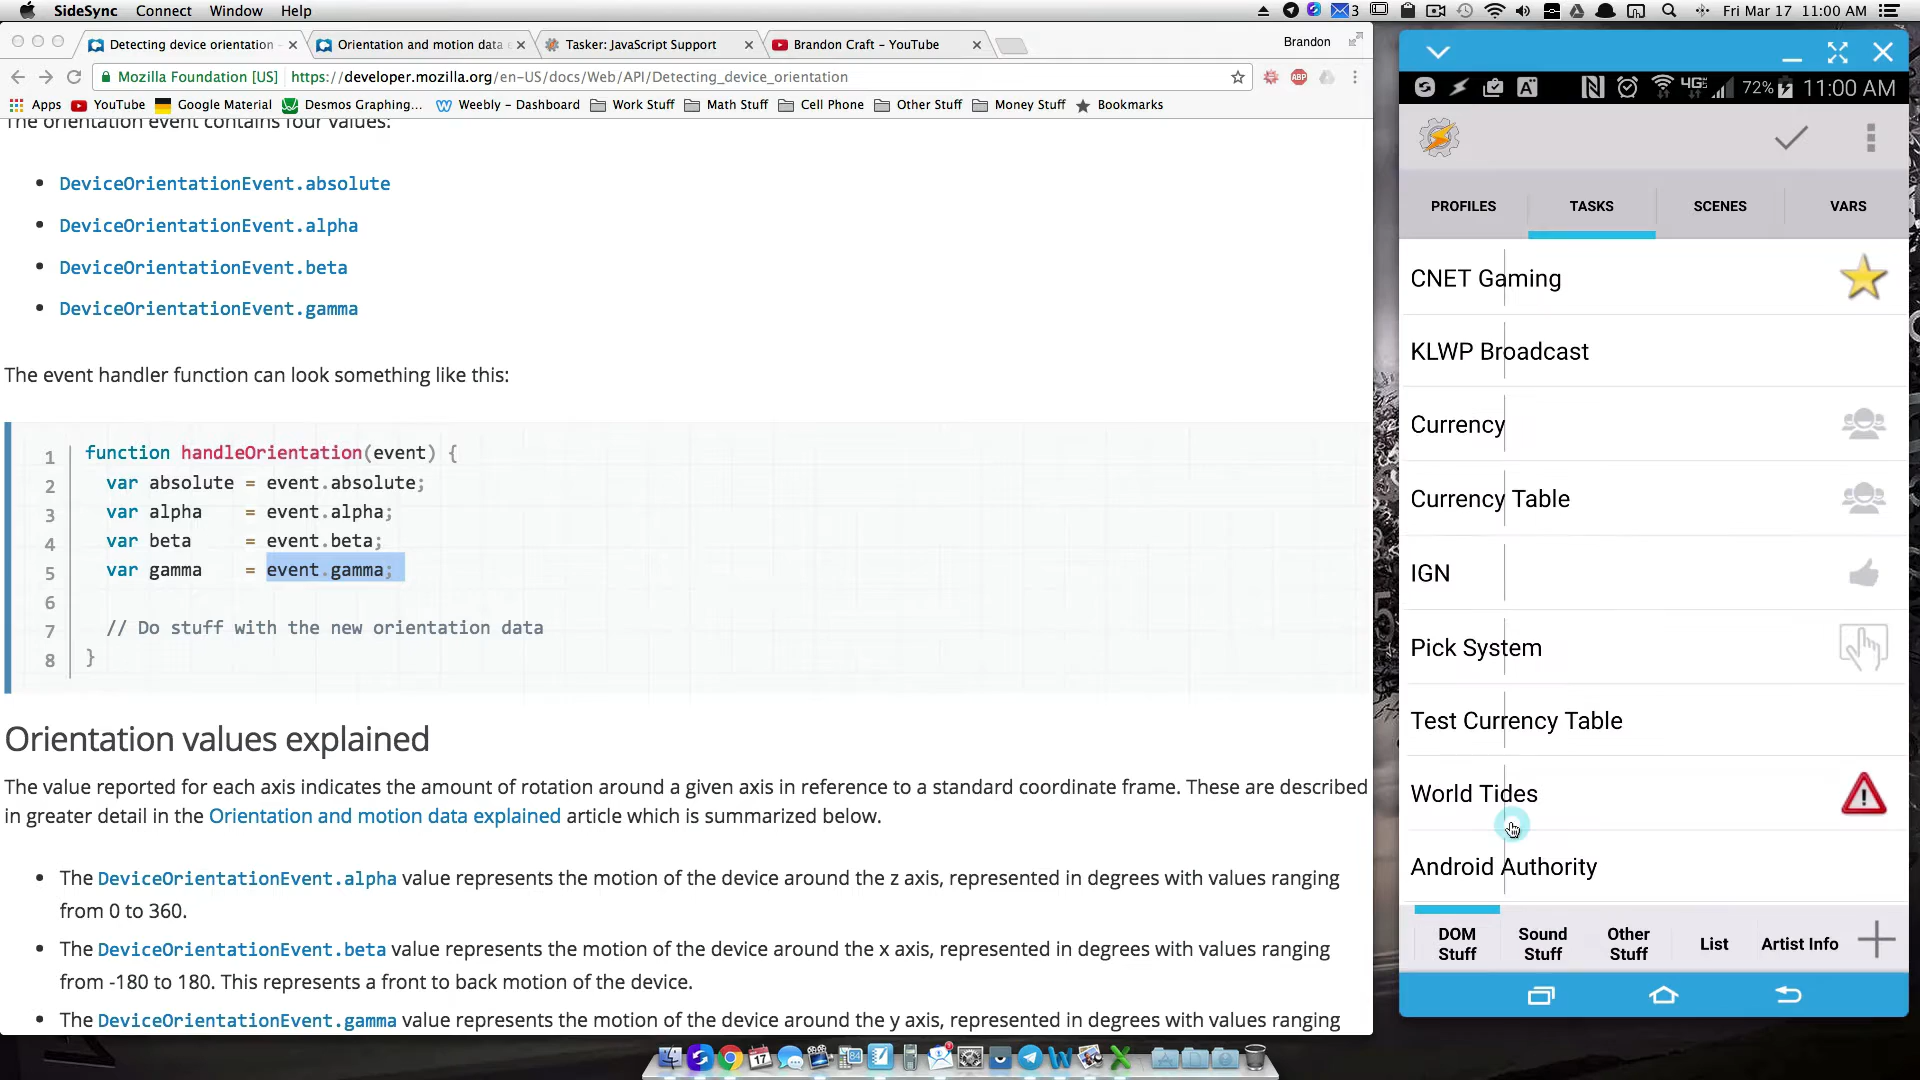 SideSync Connect Window Help
3 Fri Mar 17 11:00 AM
Detecting device orientation -
Orientation and motion data e
Tasker: JavaScript Support
Brandon Craft - YouTube
Brandon
Mozilla Foundation [US] https://developer.mozilla.org/en-US/docs/Web/API/Detecting_device_orientation
ABP
Apps YouTube Google Material Desmos Graphing... Weebly - Dashboard Work Stuff Math Stuff Cell Phone Other Stuff Money Stuff Bookmarks
The orientation event contains four values:
DeviceOrientationEvent.absolute
DeviceOrientationEvent.alpha
DeviceOrientationEvent.beta
DeviceOrientationEvent.gamma
The event handler function can look something like this:
1 function handleOrientation(event) {
2 var absolute = event.absolute;
3 var alpha = event.alpha;
4 var beta = event.beta;
5 var gamma = event.gamma;
6
7 // Do stuff with the new orientation data
8 }
Orientation values explained
The value reported for each axis indicates the amount of rotation around a given axis in reference to a standard coordinate frame. These are described
in greater detail in the Orientation and motion data explained article which is summarized below.
The DeviceOrientationEvent.alpha value represents the motion of the device around the z axis, represented in degrees with values ranging
from 0 to 360.
The DeviceOrientationEvent.beta value represents the motion of the device around the x axis, represented in degrees with values ranging
from -180 to 180. This represents a front to back motion of the device.
The DeviceOrientationEvent.gamma value represents the motion of the device around the y axis, represented in degrees with values ranging
4G 72% 11:00 AM
PROFILES TASKS SCENES VARS
CNET Gaming
KLWP Broadcast
Currency
Currency Table
IGN
Pick System
Test Currency Table
World Tides
Android Authority
DOM Stuff
Sound Stuff
Other Stuff
List
Artist Info
17